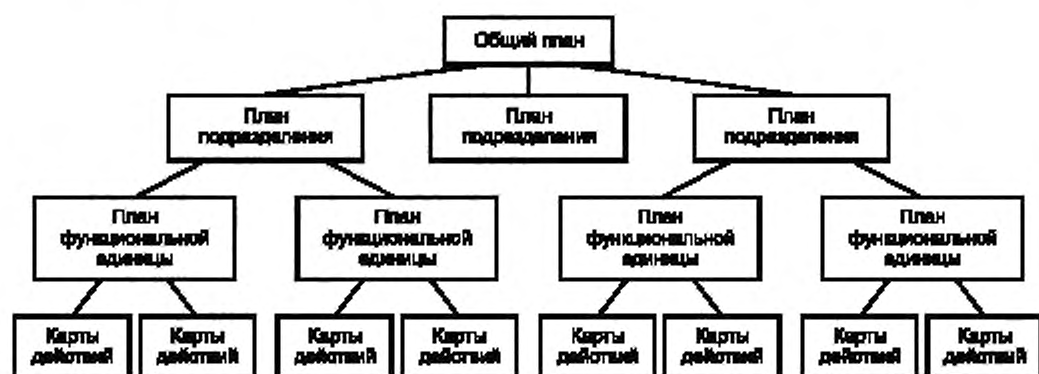 Общий план
План
подразделения
План
подразделения
План
подразделения
План
функциональной
единицы
План
функциональной
единицы
План
функциональной
единицы
План
функциональной
единицы
Карты
действий
Карты
действий
Карты
действий
Карты
действий
Карты
действий
Карты
действий
Карты
действий
Карты
действий